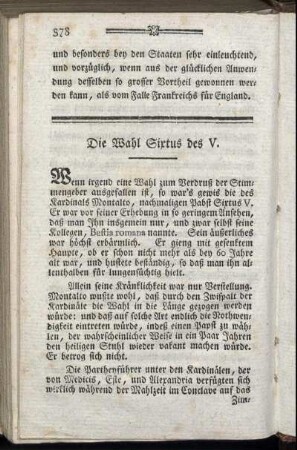 378
und besonders bey den Staaten sehr einleuchtend,
und vorzüglich, wenn aus der glücklichen Anwen-
dung desselben so grosser Vortheil gewonnen wer-
den kann, als vom Falle Frankreichs für England.
Die Wahl Sixtus des V.
Wenn irgend eine Wahl zum Verdruß der Stim-
mengeber ausgefallen ist, so war's gewis die des
Kardinals Montalto, nachmaligen Pabst Sixtus V.
Er war vor seiner Erhebung in so geringem Ansehen,
daß man Ihn insgemein nur, und zwar selbst seine
Kollegen, Bestia romana nannte. Sein äußerliches
war höchst erbärmlich. Er gieng mit gesenktem
Haupte, ob er schon nicht mehr als bey 60 Jahre
alt war, und hustete beständig, so daß man ihn al-
lenthalben für lungensüchtig hielt.
Allein seine Kränklichkeit war nur Verstellung.
Montalto wußte wohl, daß durch den Zwispalt der
Kardinäle die Wahl in die Länge gezogen werden
würde: und daß auf solche Art endlich die Nothwen-
digkeit eintreten würde, indeß einen Papst zu wäh-
len, der wahrscheinlicher Weise in ein Paar Jahren
den heiligen Stuhl wieder vakant machen würde.
Er betrog sich nicht.
Die Partheyführer unter den Kardinälen, der
von Medicis, Este, und Alexandria verfügten sich
wirklich während der Mahlzeit im Conclave auf das
Zim-